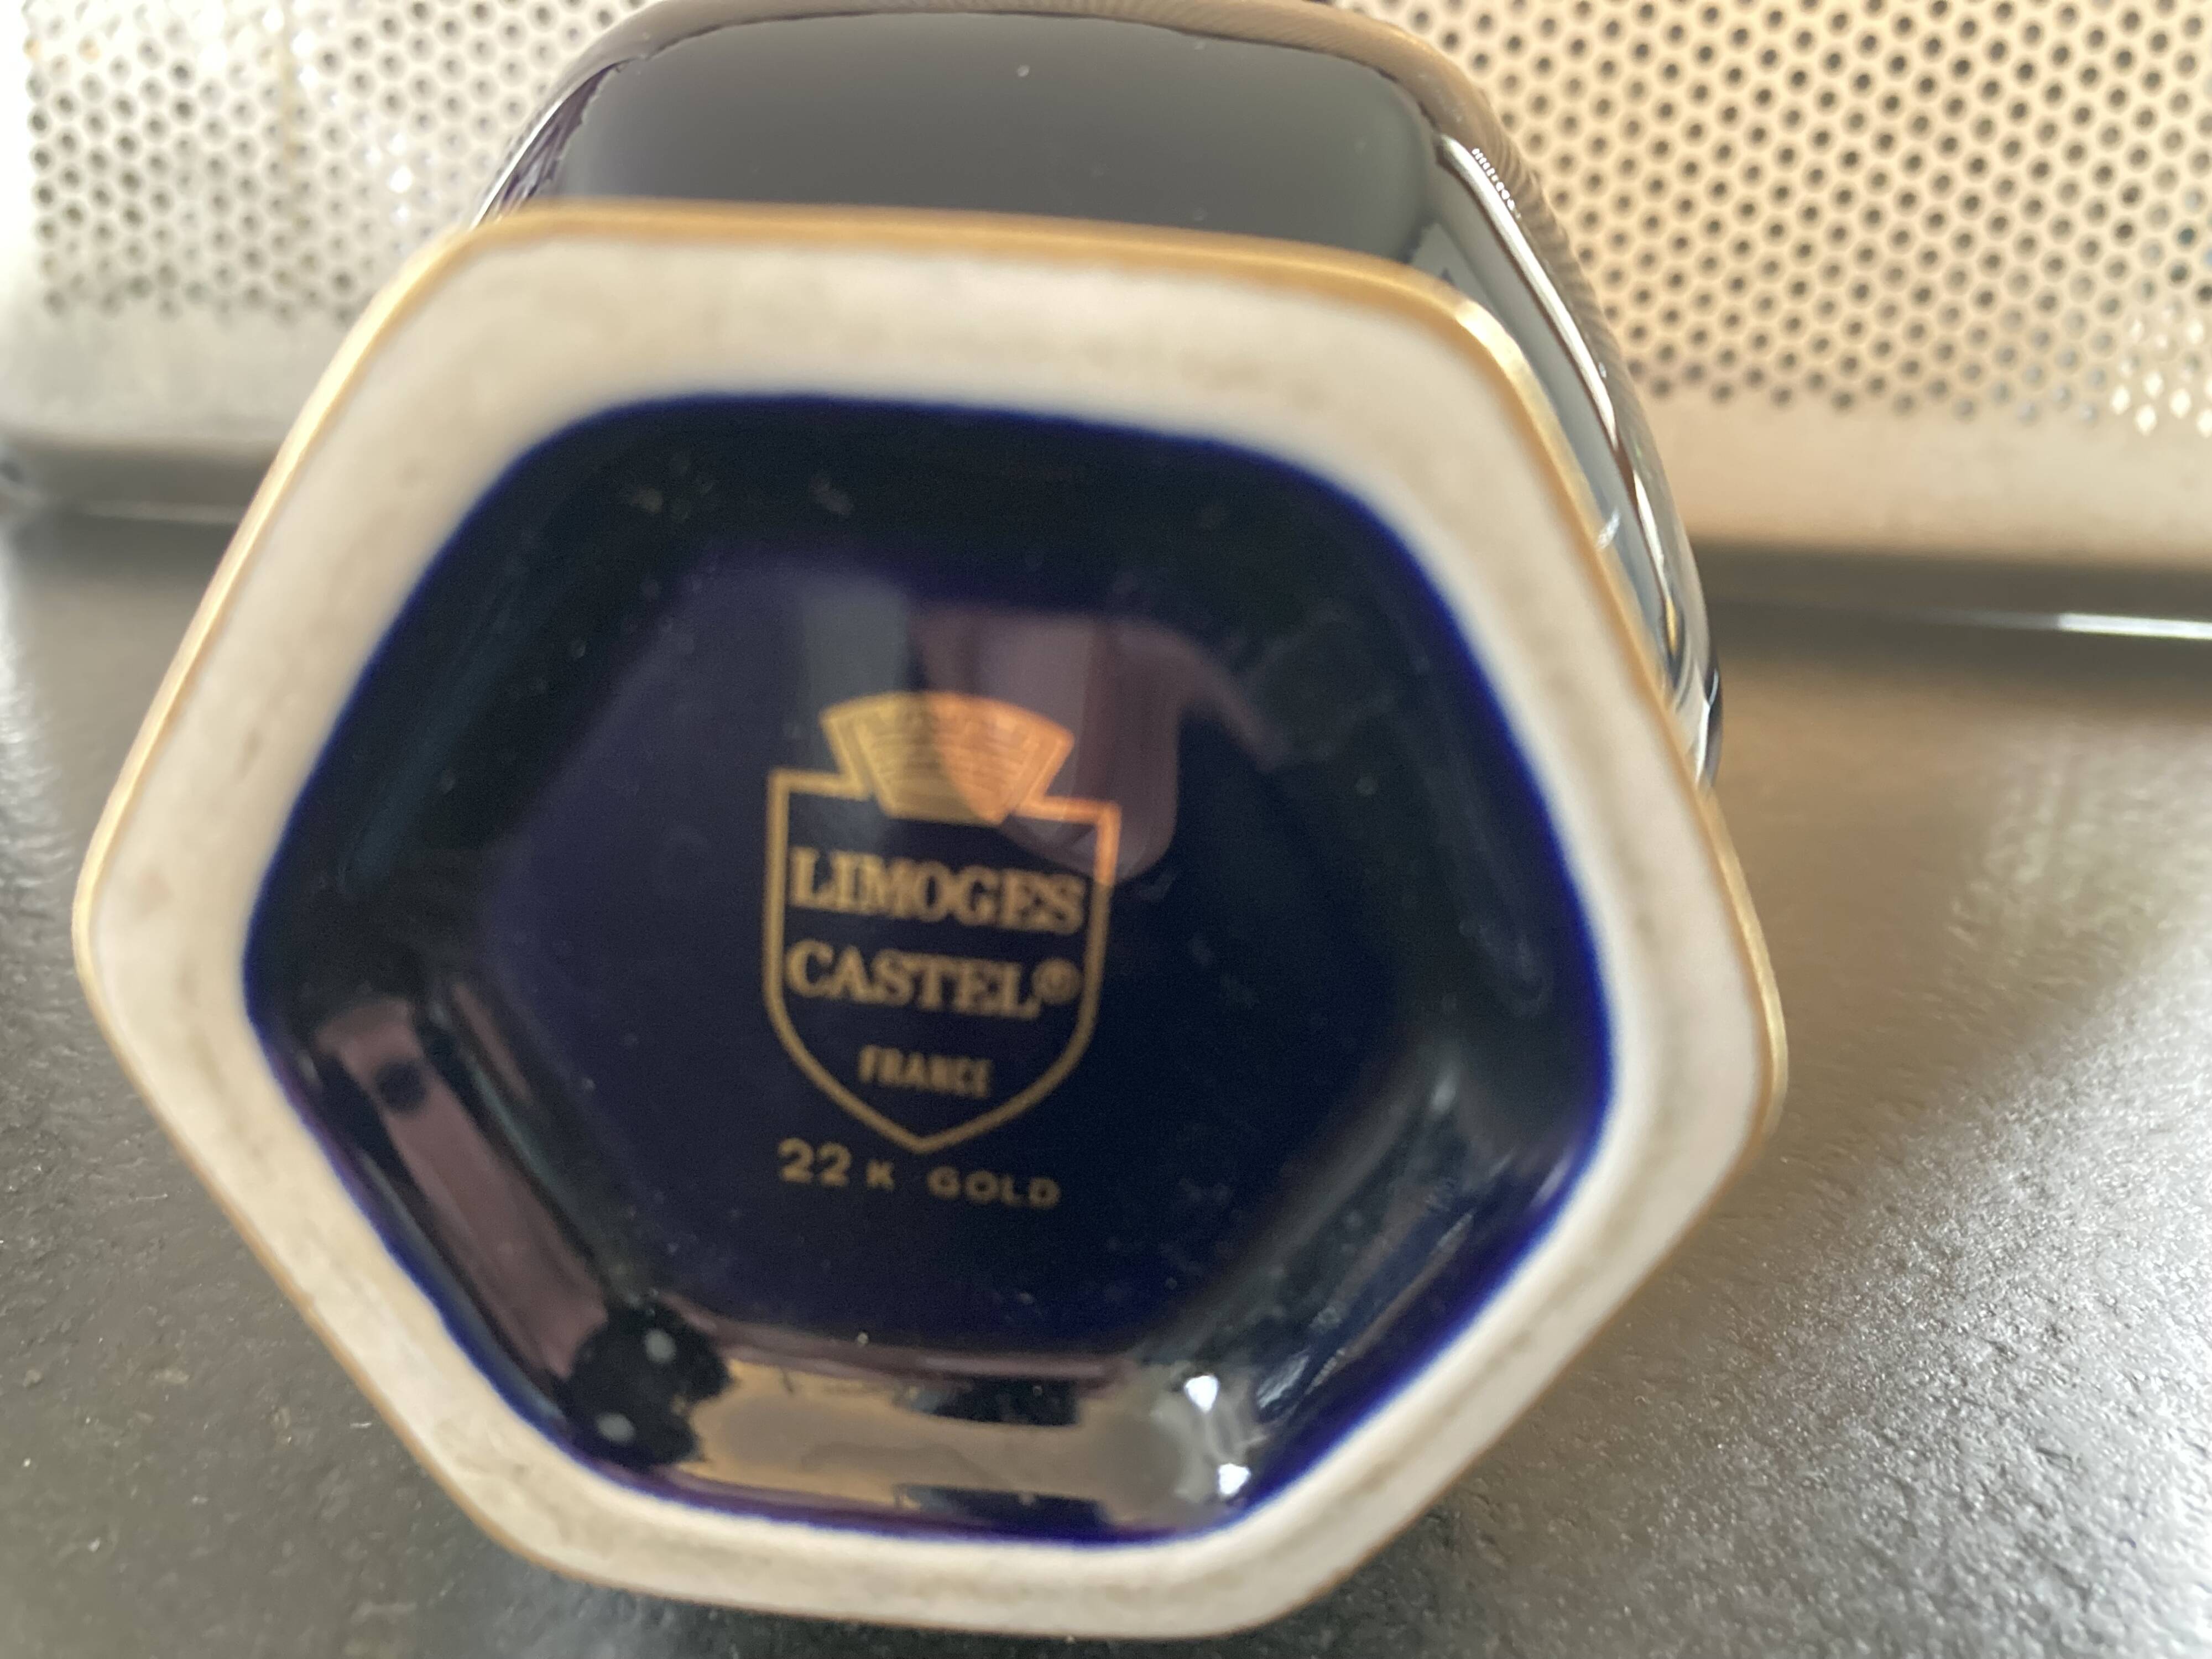 LIMOGES
CASTEL®
FRANCE
22 K GOLD